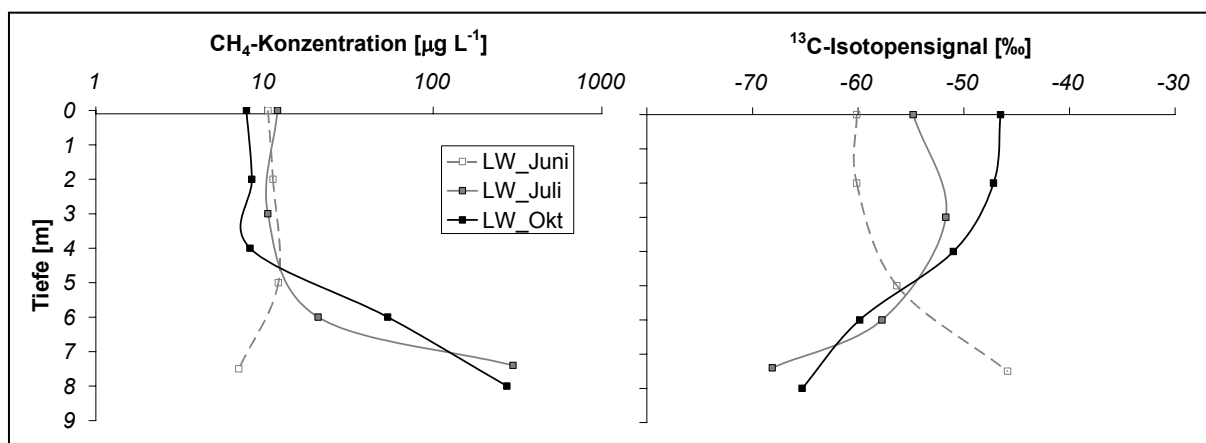 CH₄-Konzentration [µg L⁻¹]
1 10 100 1000
Tiefe [m]
0
1
2
3
4
5
6
7
8
9
LW_Juni
LW_Juli
LW_Okt
¹³C-Isotopensignal [‰]
-70 -60 -50 -40 -30